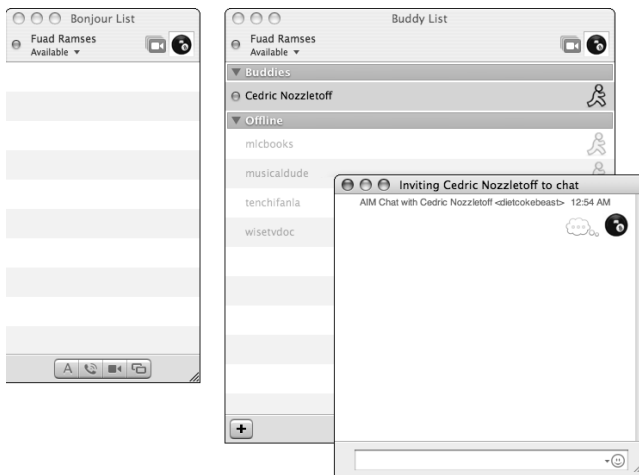 Bonjour List
Fuad Ramses
Available
A
Buddy List
Fuad Ramses
Available
Buddies
Cedric Nozzletoff
Offline
mlcbooks
musicaldude
tenchifania
wisetvdoc
Inviting Cedric Nozzletoff to chat
AIM Chat with Cedric Nozzletoff <dietcokebeast> 12:54 AM